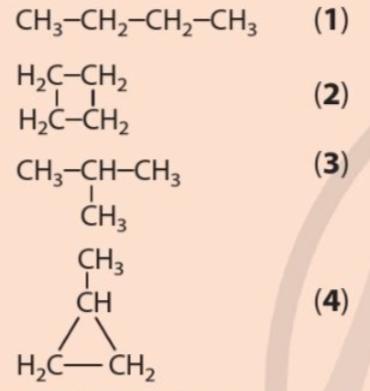 CH₃–CH₂–CH₂–CH₃ (1)
H₂C–CH₂
H₂C–CH₂
(2)
CH₃–CH–CH₃ (3)
CH₃
CH₃
CH (4)
H₂C—CH₂